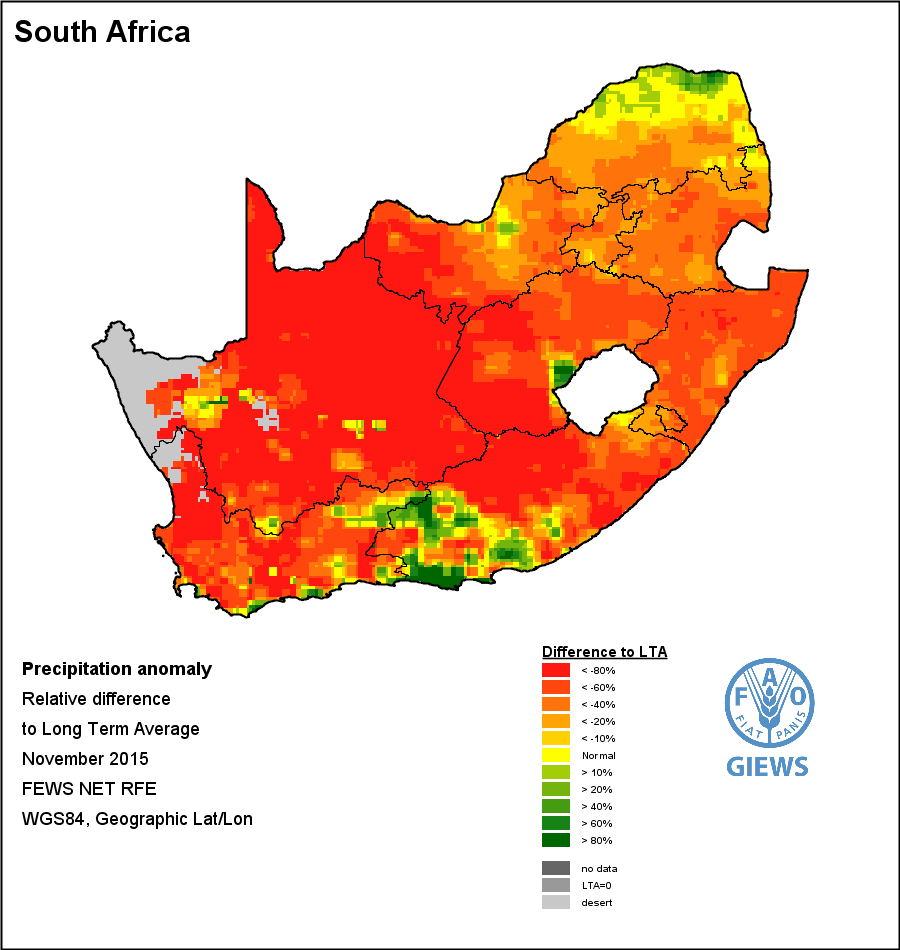 South Africa
Precipitation anomaly
Relative difference
to Long Term Average
November 2015
FEWS NET RFE
WGS84, Geographic Lat/Lon
Difference to LTA
< -80%
< -60%
< -40%
< -20%
< -10%
Normal
> 10%
> 20%
> 40%
> 60%
> 80%
no data
LTA=0
desert
F A O
FIAT PANIS
GIEWS